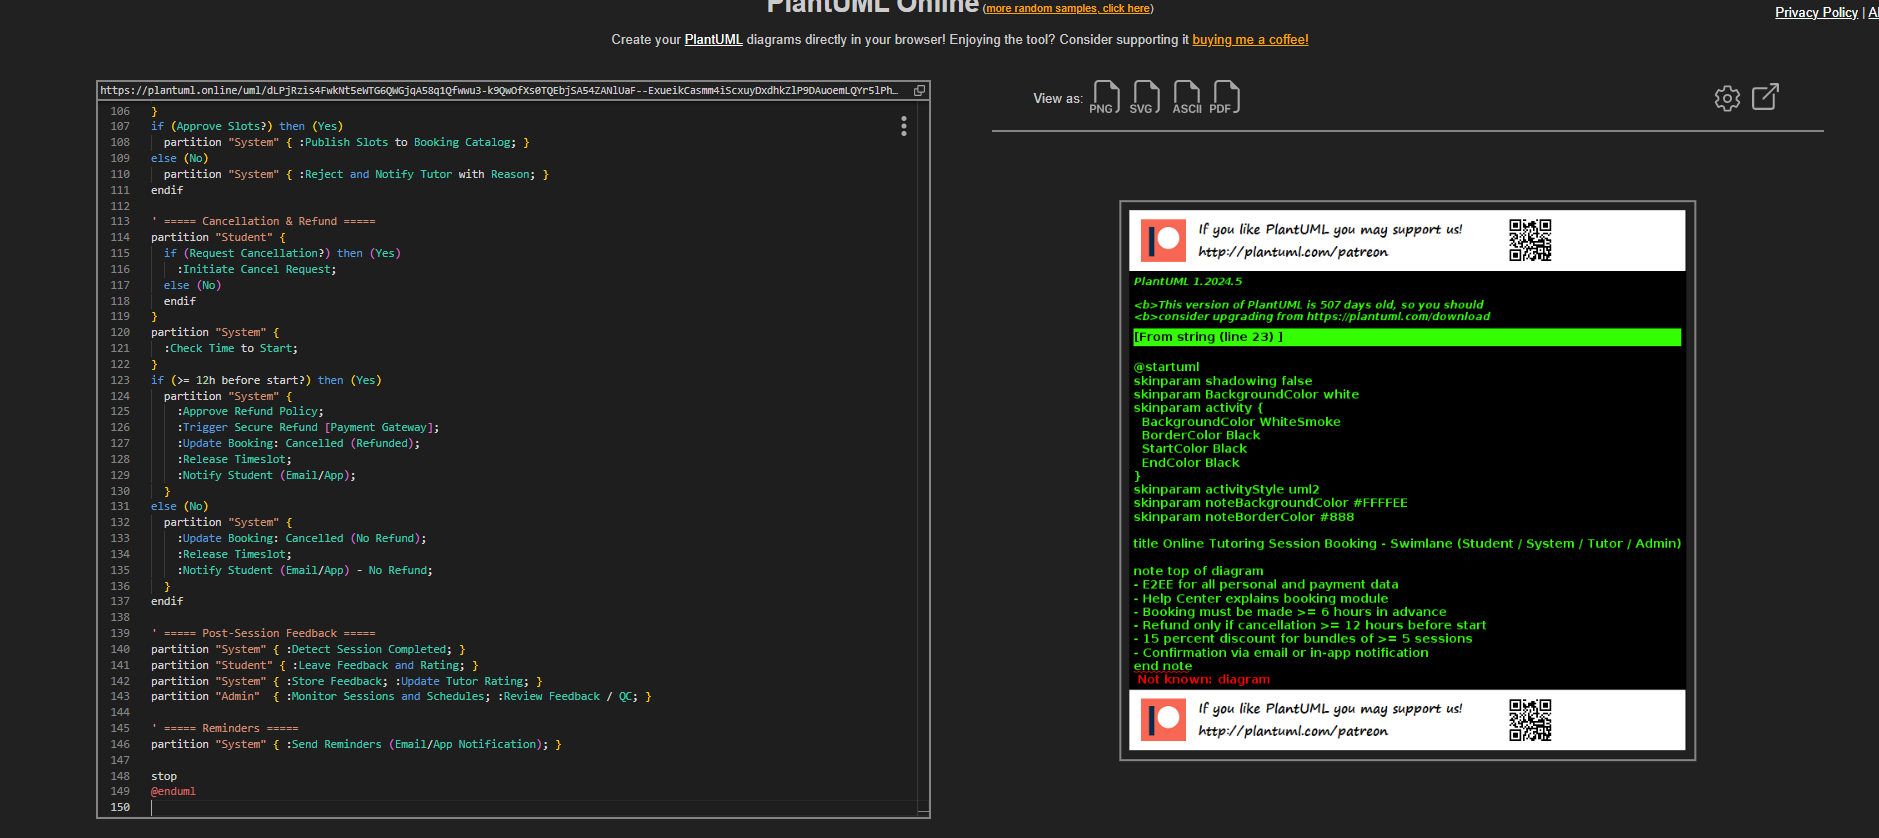 PlantUML Online (more random samples, click here)
Privacy Policy |
Create your PlantUML diagrams directly in your browser! Enjoying the tool? Consider supporting it buying me a coffee!
https://plantuml.online/uml/
View as: PNG SVG ASCII PDF
106 }
107 if (Approve Slots?) then (Yes)
108 partition "System" { :Publish Slots to Booking Catalog; }
109 else (No)
110 partition "System" { :Reject and Notify Tutor with Reason; }
111 endif
112
113 ' ===== Cancellation & Refund =====
114 partition "Student" {
115 if (Request Cancellation?) then (Yes)
116 :Initiate Cancel Request;
117 else (No)
118 endif
119 }
120 partition "System" {
121 :Check Time to Start;
122 }
123 if (>= 12h before start?) then (Yes)
124 partition "System" {
125 :Approve Refund Policy;
126 :Trigger Secure Refund [Payment Gateway];
127 :Update Booking: Cancelled (Refunded);
128 :Release Timeslot;
129 :Notify Student (Email/App);
130 }
131 else (No)
132 partition "System" {
133 :Update Booking: Cancelled (No Refund);
134 :Release Timeslot;
135 :Notify Student (Email/App) - No Refund;
136 }
137 endif
138
139 ' ===== Post-Session Feedback =====
140 partition "System" { :Detect Session Completed; }
141 partition "Student" { :Leave Feedback and Rating; }
142 partition "System" { :Store Feedback; :Update Tutor Rating; }
143 partition "Admin"  { :Monitor Sessions and Schedules; :Review Feedback / QC; }
144
145 ' ===== Reminders =====
146 partition "System" { :Send Reminders (Email/App Notification); }
147
148 stop
149 @enduml
150
If you like PlantUML you may support us!
http://plantuml.com/patreon
PlantUML 1.2024.5
<b>This version of PlantUML is 507 days old, so you should
<b>consider upgrading from https://plantuml.com/download
[From string (line 23) ]
@startuml
skinparam shadowing false
skinparam BackgroundColor white
skinparam activity {
BackgroundColor WhiteSmoke
BorderColor Black
StartColor Black
EndColor Black
}
skinparam activityStyle uml2
skinparam noteBackgroundColor #FFFFEE
skinparam noteBorderColor #888
title Online Tutoring Session Booking - Swimlane (Student / System / Tutor / Admin)
note top of diagram
- E2EE for all personal and payment data
- Help Center explains booking module
- Booking must be made >= 6 hours in advance
- Refund only if cancellation >= 12 hours before start
- 15 percent discount for bundles of >= 5 sessions
- Confirmation via email or in-app notification
end note
Not known: diagram
If you like PlantUML you may support us!
http://plantuml.com/patreon